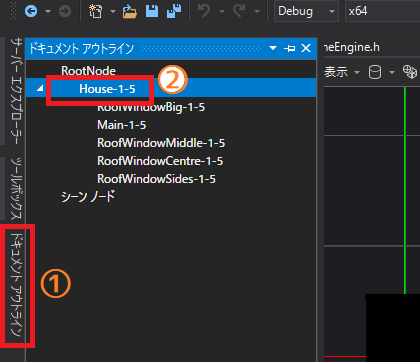 Debug
x64
サーバー エクスプローラー
ツールボックス
ドキュメント アウトライン
①
ドキュメント アウトライン
RootNode
House-1-5
②
RoofWindowBig-1-5
Main-1-5
RoofWindowMiddle-1-5
RoofWindowCentre-1-5
RoofWindowSides-1-5
シーン ノード
neEngine.h
表示